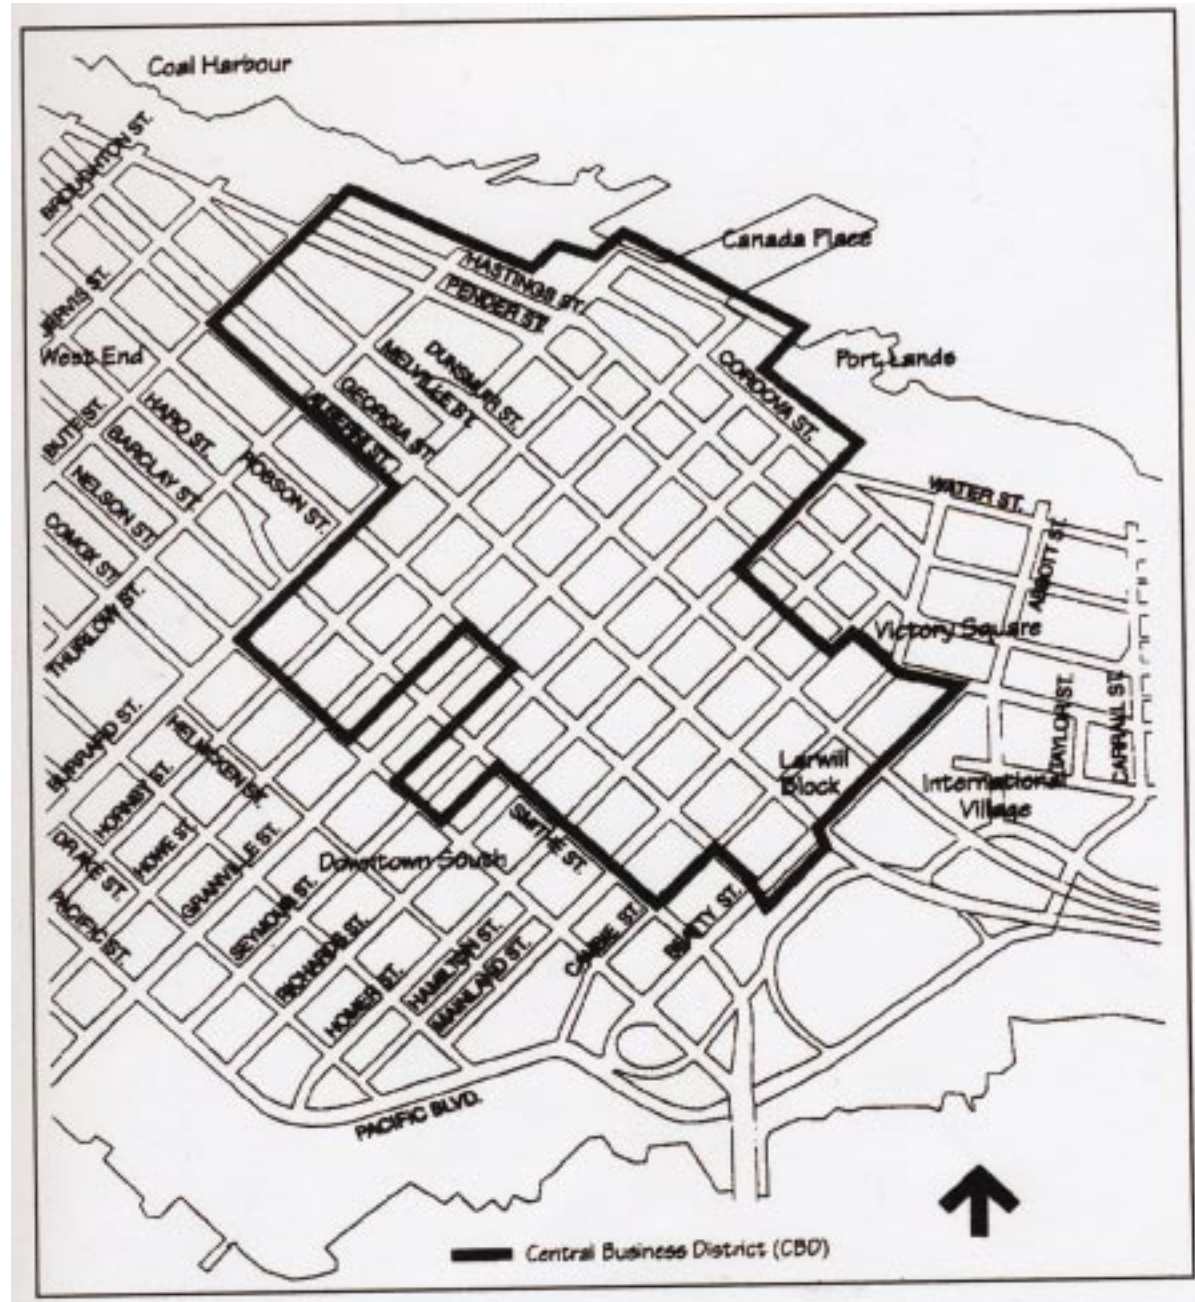 Coal Harbour
BROUGHTON ST.
Canada Place
HASTINGS ST.
PENDER ST.
JERVIS ST.
West End
Port Lands
CORDOVA ST.
DUNSMUIR ST.
MELVILLE ST.
GEORGIA ST.
ALBERNI ST.
BUTE ST.
HARO ST.
BARCLAY ST.
ROBSON ST.
NELSON ST.
COMOX ST.
WATER ST.
ABBOTT ST.
THURLOW ST.
Victory Square
TAYLOR ST.
CARRALL ST.
BURRARD ST.
HELMCKEN ST.
HORNBY ST.
Larwill
Block
International
Village
SMITHE ST.
HOWE ST.
DRAKE ST.
GRANVILLE ST.
Downtown South
PACIFIC ST.
SEYMOUR ST.
RICHARDS ST.
HOMER ST.
HAMILTON ST.
MAINLAND ST.
CAMBIE ST.
BEATTY ST.
PACIFIC BLVD.
Central Business District (CBD)